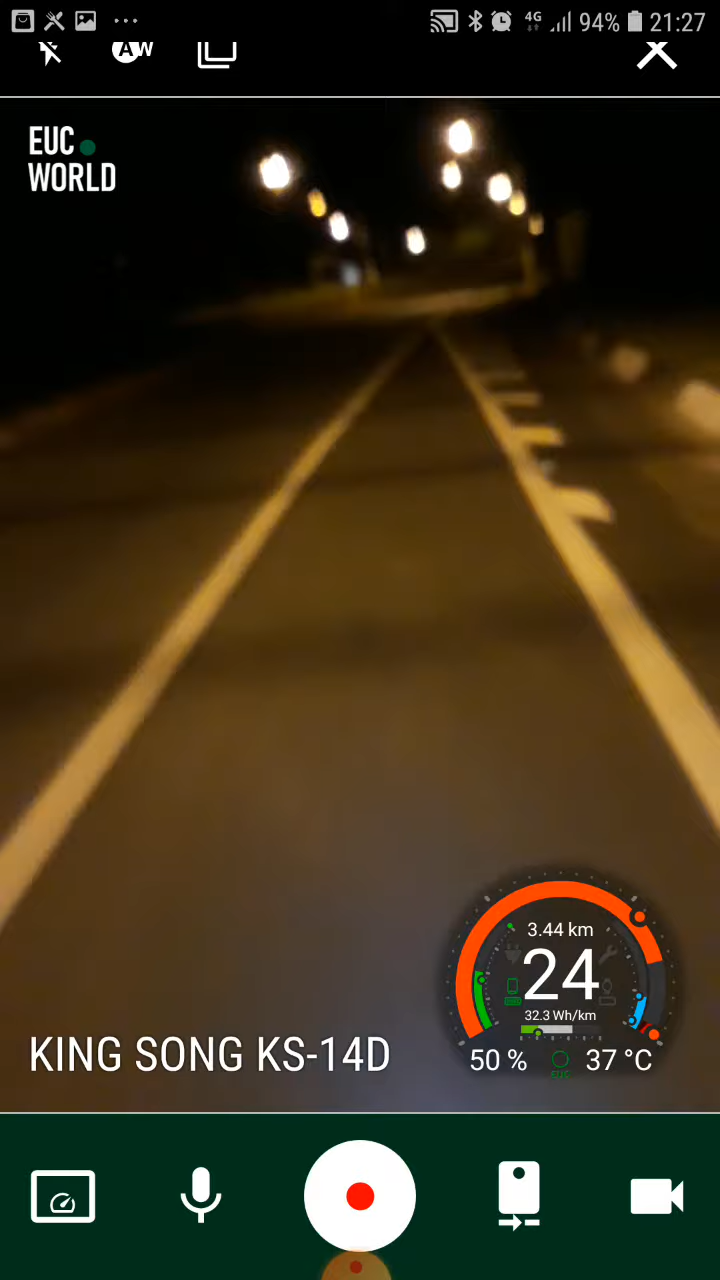 4G 94% 21:27
AW
EUC
WORLD
3.44 km
24
32.3 Wh/km
50 % 37 °C
KING SONG KS-14D